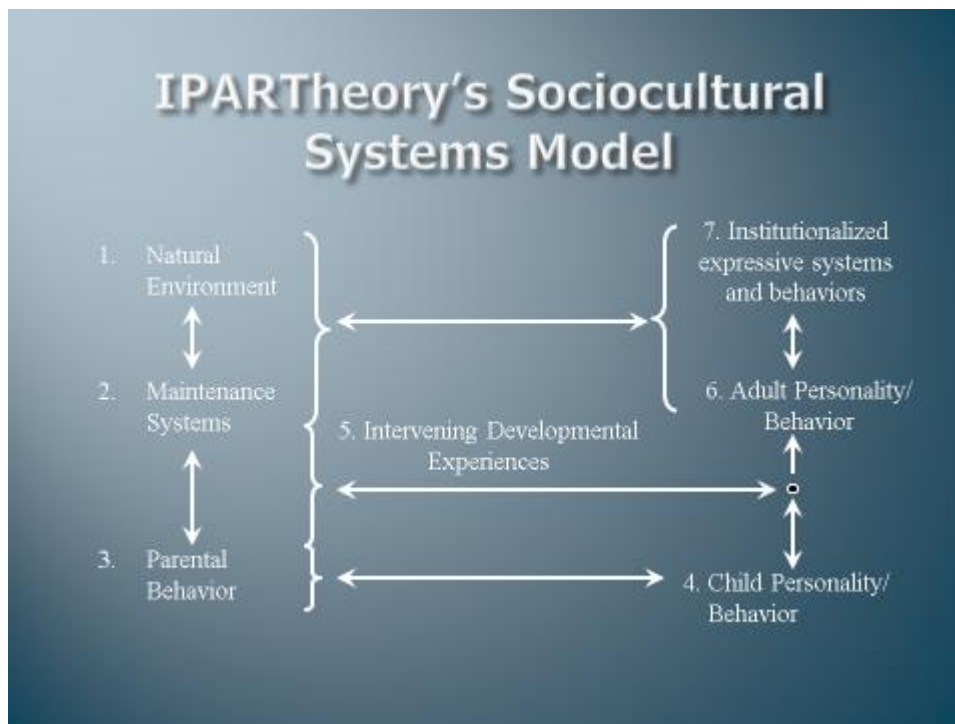 IPARTheory's Sociocultural
Systems Model
1. Natural
Environment
2. Maintenance
Systems
3. Parental
Behavior
5. Intervening Developmental
Experiences
7. Institutionalized
expressive systems
and behaviors
6. Adult Personality/
Behavior
4. Child Personality/
Behavior